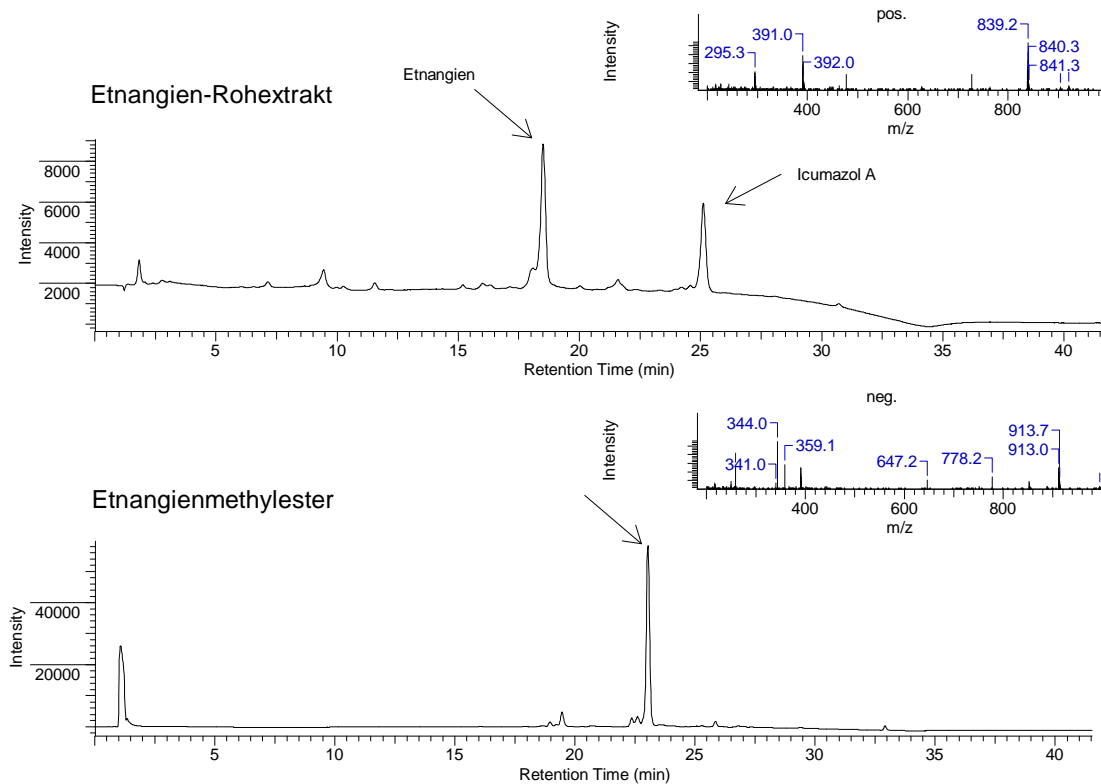 pos.
Intensity
839.2
391.0
840.3
295.3
392.0
841.3
400
600
800
m/z
Etnangien
Etnangien-Rohextrakt
Icumazol A
8000
6000
4000
2000
Intensity
5
10
15
20
25
30
35
40
Retention Time (min)
neg.
Intensity
344.0
913.7
359.1
913.0
341.0
647.2
778.2
400
600
800
m/z
Etnangienmethylester
40000
20000
Intensity
5
10
15
20
25
30
35
40
Retention Time (min)